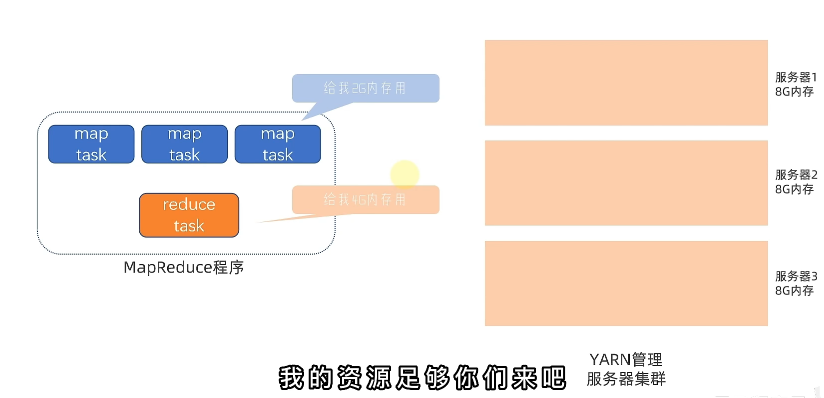 给我2G内存用
map
task
map
task
map
task
给我4G内存用
reduce
task
MapReduce程序
服务器1
8G内存
服务器2
8G内存
服务器3
8G内存
YARN管理
服务器集群
我的资源足够你们来吧